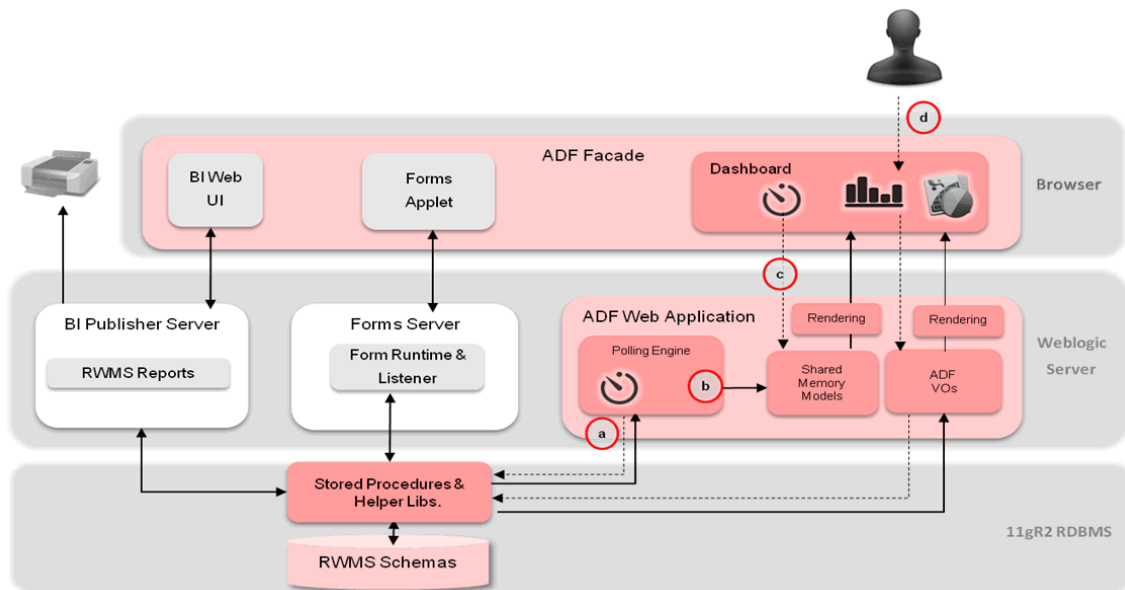 d
ADF Facade
BI Web
UI
Forms
Applet
Dashboard
Browser
c
BI Publisher Server
RWMS Reports
Forms Server
Form Runtime &
Listener
ADF Web Application
Rendering
Rendering
Polling Engine
b
Shared
Memory
Models
ADF
VOs
a
Weblogic
Server
Stored Procedures &
Helper Libs.
RWMS Schemas
11gR2 RDBMS